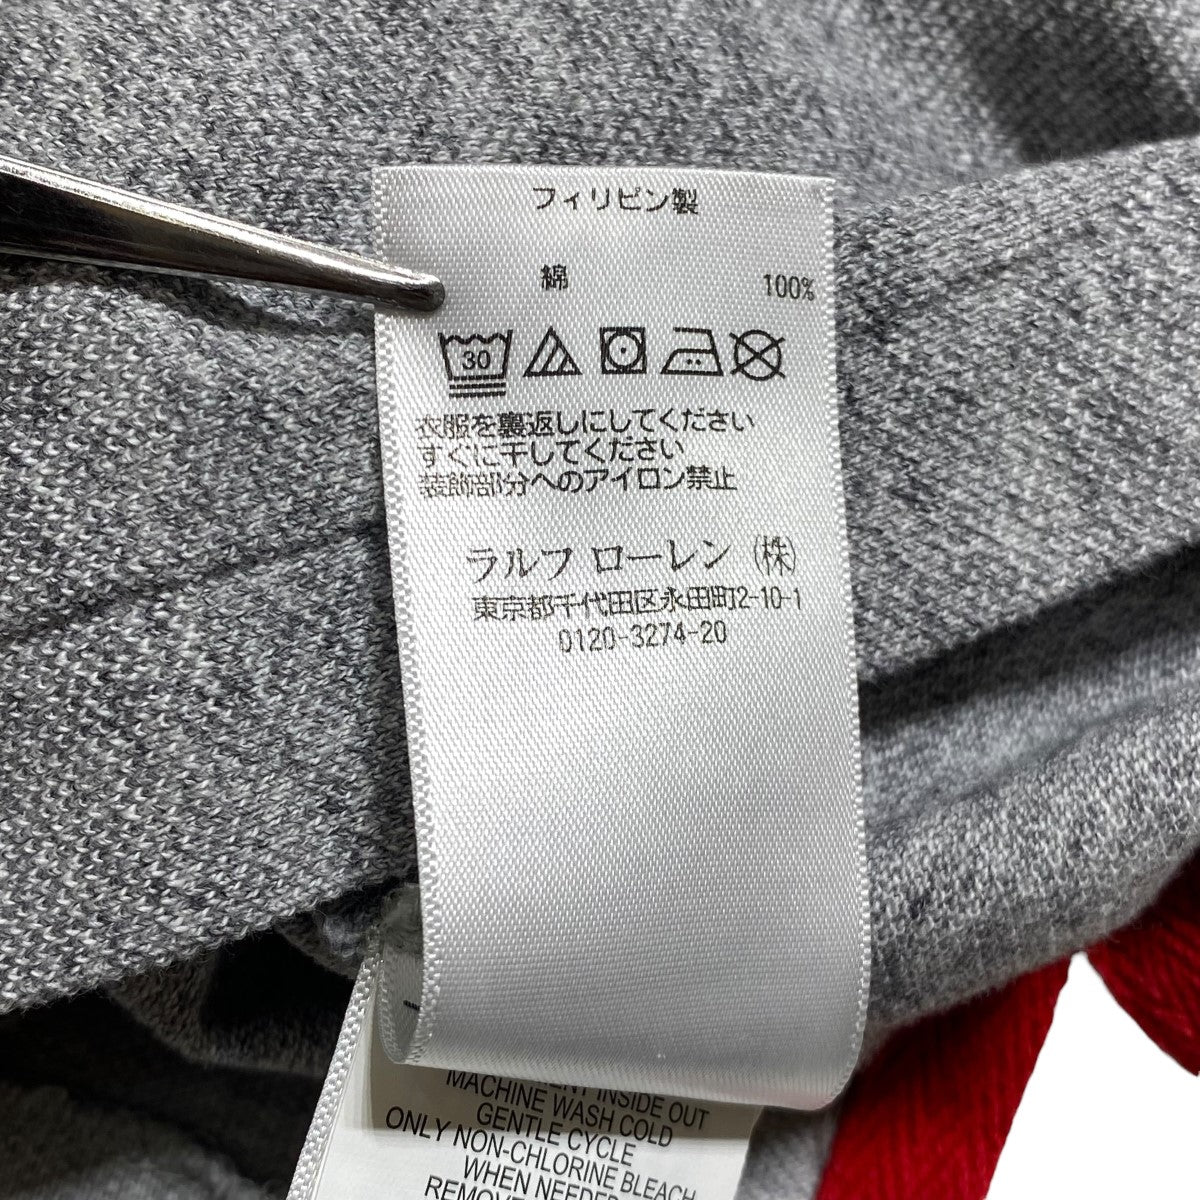 フィリピン製
綿 100%
30
衣服を裏返しにしてください
すぐに干してください
装飾部分へのアイロン禁止
ラルフ ローレン (株)
東京都千代田区永田町2-10-1
0120-3274-20
INSIDE OUT
MACHINE WASH COLD
GENTLE CYCLE
ONLY NON-CHLORINE BLEACH
WHEN NEEDED
REMOVE